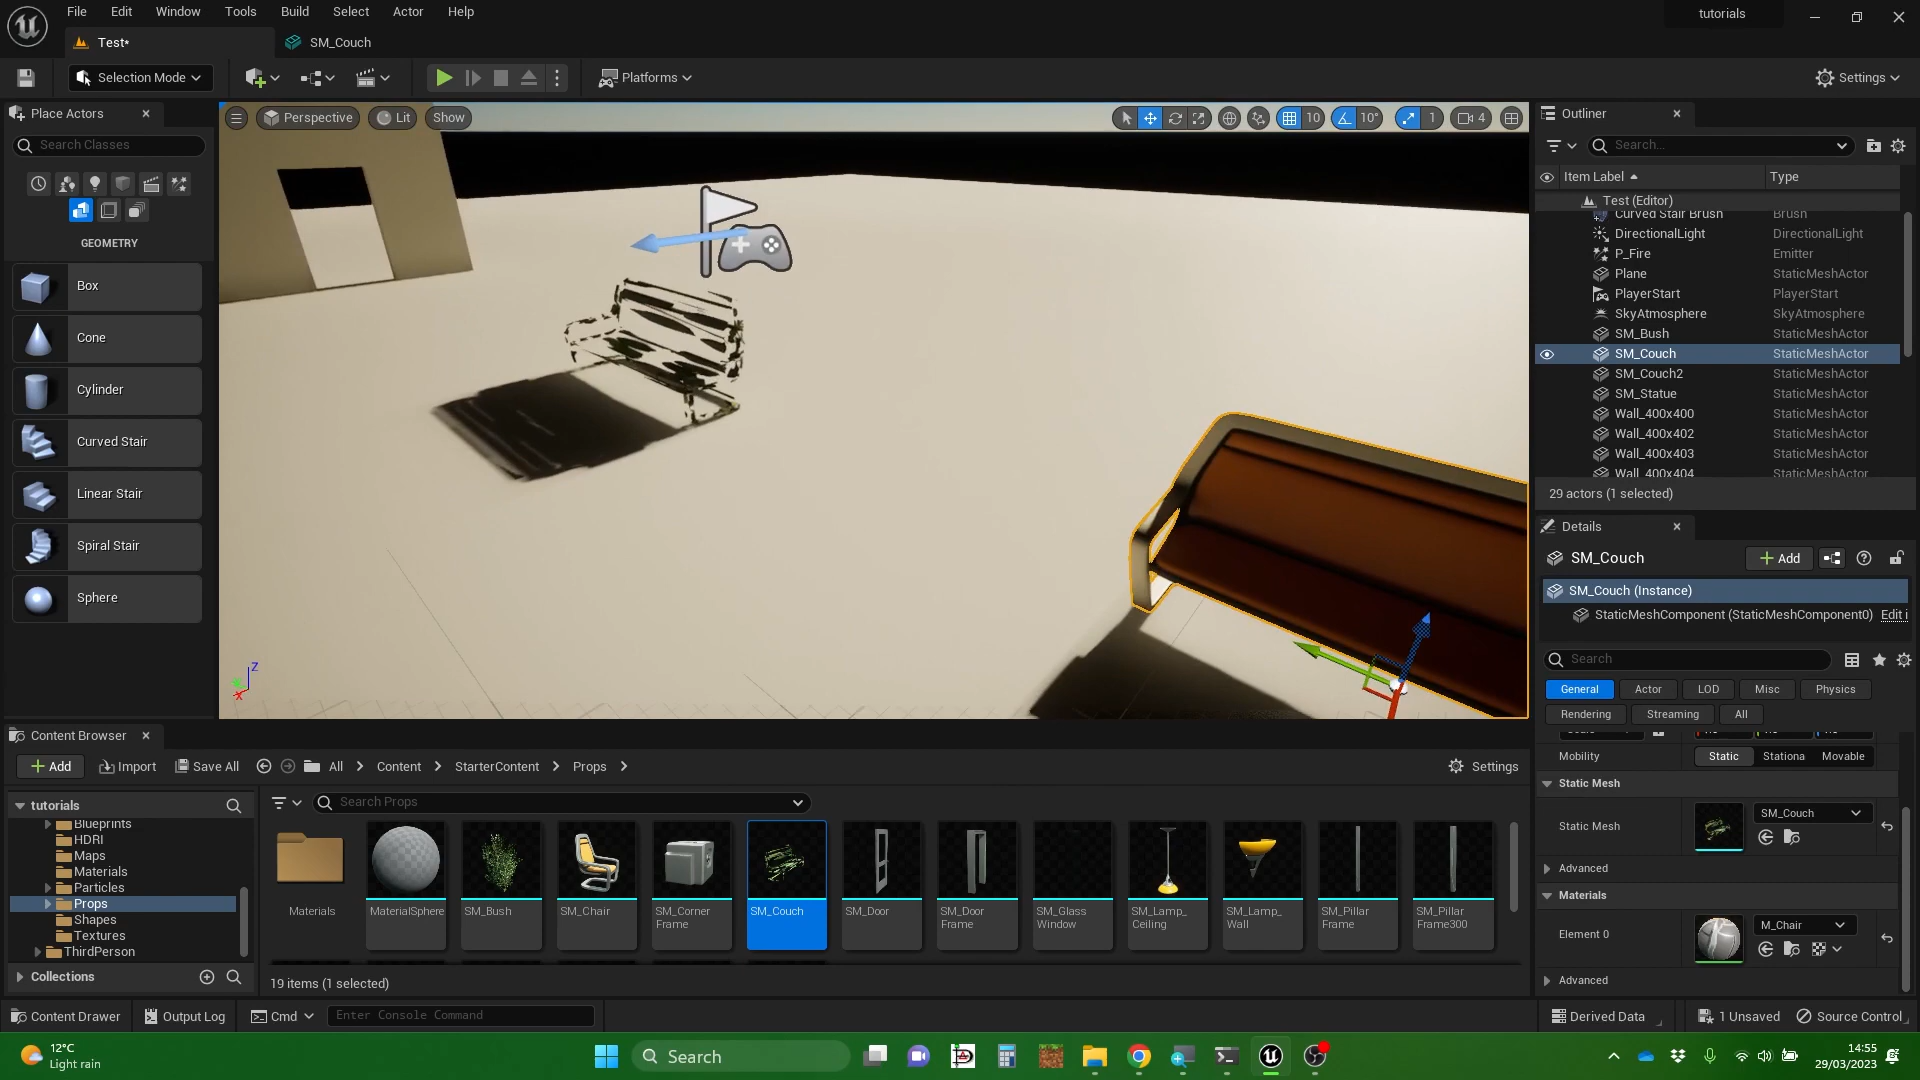 File Edit Window Tools Build Select Actor Help
tutorials
Test*
SM_Couch
Selection Mode
Platforms
Settings
Place Actors
Search Classes
GEOMETRY
Box
Cone
Cylinder
Curved Stair
Linear Stair
Spiral Stair
Sphere
Perspective
Lit
Show
10
10°
1
4
Z
X
Outliner
Search...
Item Label Type
Test (Editor)
Curved Stair Brush Brush
DirectionalLight DirectionalLight
P_Fire Emitter
Plane StaticMeshActor
PlayerStart PlayerStart
SkyAtmosphere SkyAtmosphere
SM_Bush StaticMeshActor
SM_Couch StaticMeshActor
SM_Couch2 StaticMeshActor
SM_Statue StaticMeshActor
Wall_400x400 StaticMeshActor
Wall_400x402 StaticMeshActor
Wall_400x403 StaticMeshActor
Wall_400x404 StaticMeshActor
29 actors (1 selected)
Details
SM_Couch
Add
SM_Couch (Instance)
StaticMeshComponent (StaticMeshComponent0) Edit i
Search
General Actor LOD Misc Physics
Rendering Streaming All
Mobility Static Stationa Movable
Static Mesh
Static Mesh SM_Couch
Advanced
Materials
Element 0 M_Chair
Advanced
Content Browser
Add Import Save All All Content StarterContent Props Settings
tutorials
Blueprints
HDRI
Maps
Materials
Particles
Props
Shapes
Textures
ThirdPerson
Collections
Search Props
Materials
MaterialSphere
SM_Bush
SM_Chair
SM_Corner
Frame
SM_Couch
SM_Door
SM_Door
Frame
SM_Glass
Window
SM_Lamp_
Ceiling
SM_Lamp_
Wall
SM_Pillar
Frame
SM_Pillar
Frame300
19 items (1 selected)
Content Drawer Output Log Cmd Enter Console Command Derived Data 1 Unsaved Source Control
12°C
Light rain
Search
14:55
29/03/2023